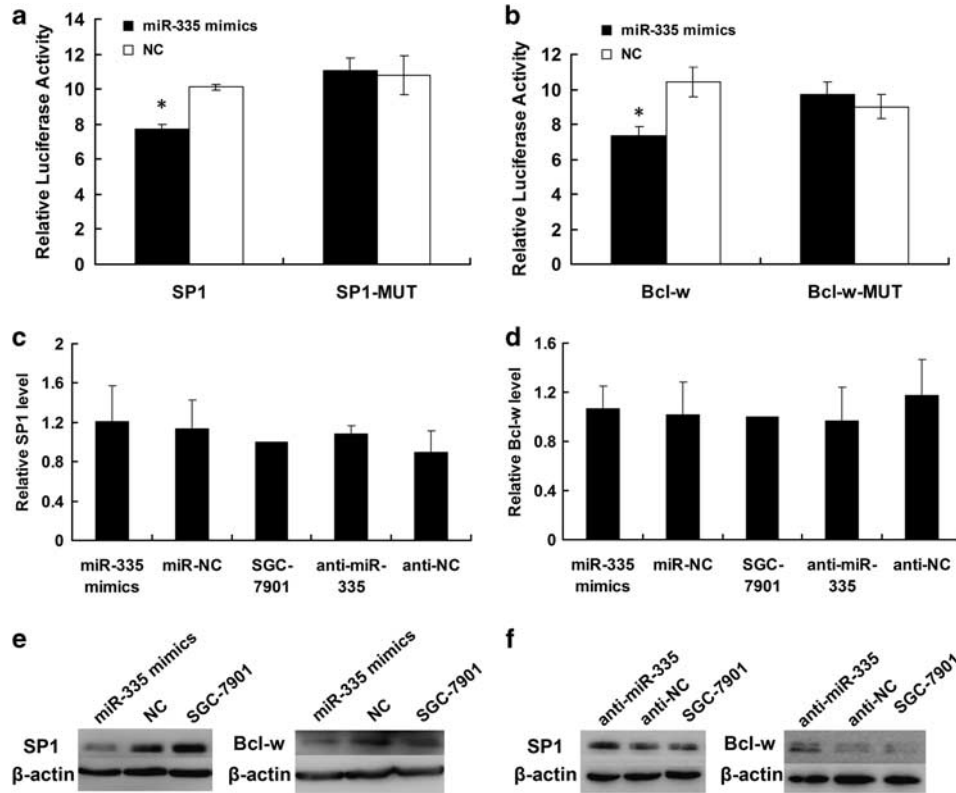 a
Relative Luciferase Activity
14
12
10
8
6
4
2
0
miR-335 mimics
NC
*
SP1
SP1-MUT
b
Relative Luciferase Activity
14
12
10
8
6
4
2
0
miR-335 mimics
NC
*
Bcl-w
Bcl-w-MUT
c
Relative SP1 level
2
1.6
1.2
0.8
0.4
0
miR-335 mimics
miR-NC
SGC-7901
anti-miR-335
anti-NC
d
Relative Bcl-w level
1.6
1.2
0.8
0.4
0
miR-335 mimics
miR-NC
SGC-7901
anti-miR-335
anti-NC
e
miR-335 mimics
NC
SGC-7901
SP1
β-actin
miR-335 mimics
NC
SGC-7901
Bcl-w
β-actin
f
anti-miR-335
anti-NC
SGC-7901
SP1
β-actin
anti-miR-335
anti-NC
SGC-7901
Bcl-w
β-actin